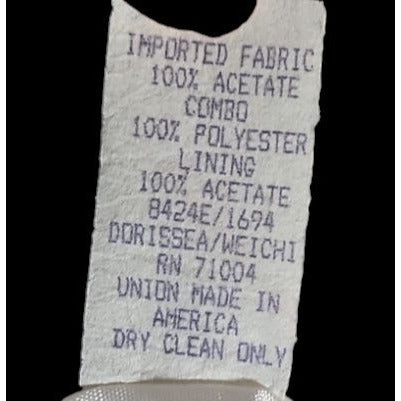 IMPORTED FABRIC
100% ACETATE
COMBO
100% POLYESTER
LINING
100% ACETATE
8424E/1694
DORISSEA/WEICHI
RN 71004
UNION MADE IN
AMERICA
DRY CLEAN ONLY